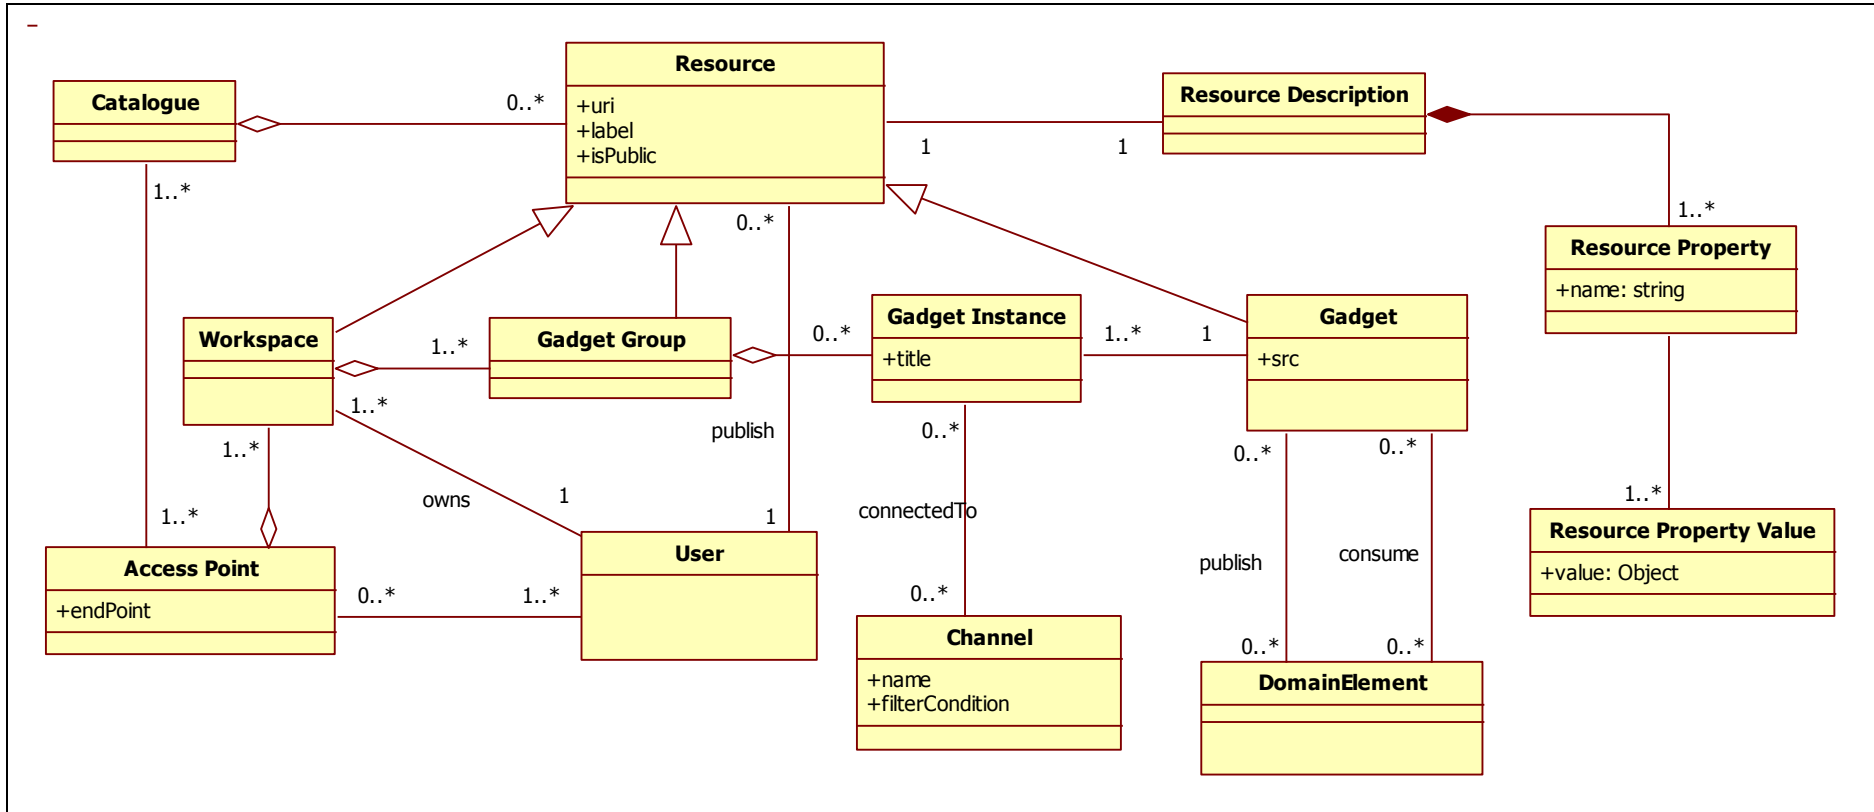 Catalogue
0..*
Resource
+uri
+label
+isPublic
1
1
Resource Description
1..*
0..*
1..*
Resource Property
+name: string
Workspace
1..*
Gadget Group
0..*
Gadget Instance
+title
1..*
1
Gadget
+src
1..*
1..*
publish
0..*
0..*
0..*
owns
1
connectedTo
publish
consume
1..*
Resource Property Value
+value: Object
1..*
1
Access Point
+endPoint
0..*
1..*
User
0..*
Channel
+name
+filterCondition
0..*
0..*
DomainElement